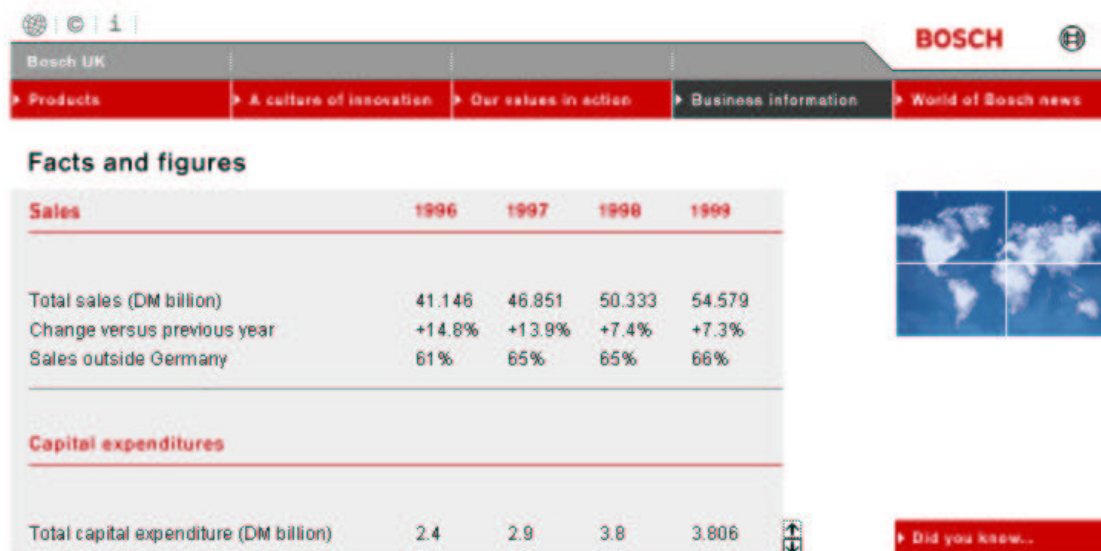 © i
BOSCH
Bosch UK
Products A culture of innovation Our values in action Business information World of Bosch news
Facts and figures
Sales 1996 1997 1998 1999
Total sales (DM billion) 41.146 46.851 50.333 54.579
Change versus previous year +14.8% +13.9% +7.4% +7.3%
Sales outside Germany 61% 65% 65% 66%
Capital expenditures
Total capital expenditure (DM billion) 2.4 2.9 3.8 3.806
Did you know...